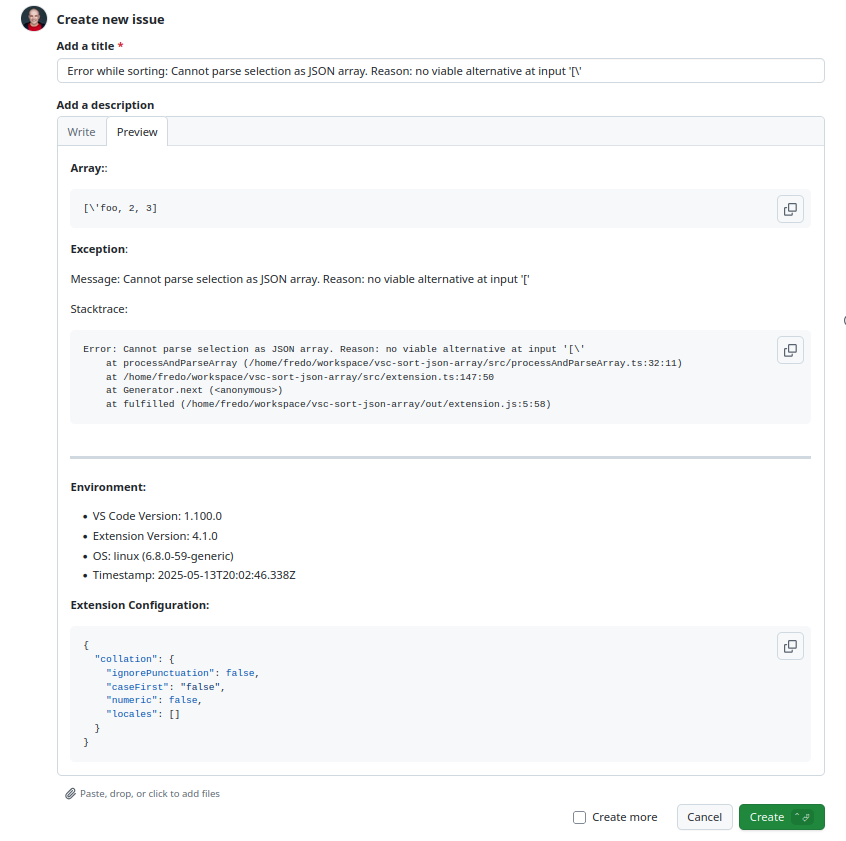 Create new issue
Add a title *
Error while sorting: Cannot parse selection as JSON array. Reason: no viable alternative at input '[\'
Add a description
Write Preview
Array::
[\'foo, 2, 3]
Exception:
Message: Cannot parse selection as JSON array. Reason: no viable alternative at input '['
Stacktrace:
Error: Cannot parse selection as JSON array. Reason: no viable alternative at input '[\'
    at processAndParseArray (/home/fredo/workspace/vsc-sort-json-array/src/processAndParseArray.ts:32:11)
    at /home/fredo/workspace/vsc-sort-json-array/src/extension.ts:147:50
    at Generator.next (<anonymous>)
    at fulfilled (/home/fredo/workspace/vsc-sort-json-array/out/extension.js:5:58)
Environment:
• VS Code Version: 1.100.0
• Extension Version: 4.1.0
• OS: linux (6.8.0-59-generic)
• Timestamp: 2025-05-13T20:02:46.338Z
Extension Configuration:
{
  "collation": {
    "ignorePunctuation": false,
    "caseFirst": "false",
    "numeric": false,
    "locales": []
  }
}
Paste, drop, or click to add files
Create more Cancel Create